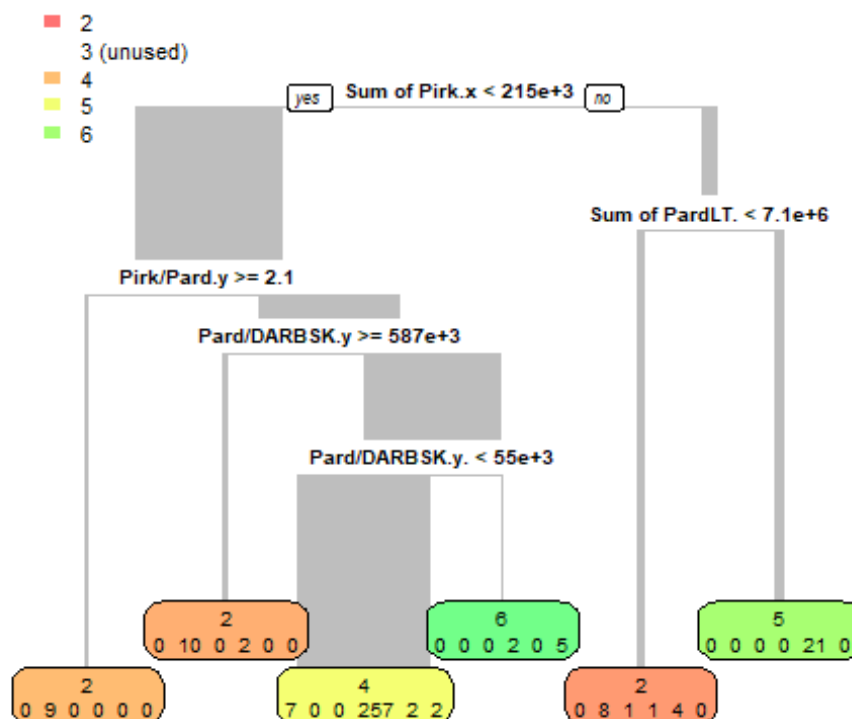 2
3 (unused)
4
5
6
yes Sum of Pirk.x < 215e+3 no
Sum of PardLT. < 7.1e+6
Pirk/Pard.y >= 2.1
Pard/DARBSK.y >= 587e+3
Pard/DARBSK.y. < 55e+3
2
0 10 0 2 0 0
6
0 0 0 2 0 5
5
0 0 0 0 21 0
2
0 9 0 0 0 0
4
7 0 0 257 2 2
2
0 8 1 1 4 0